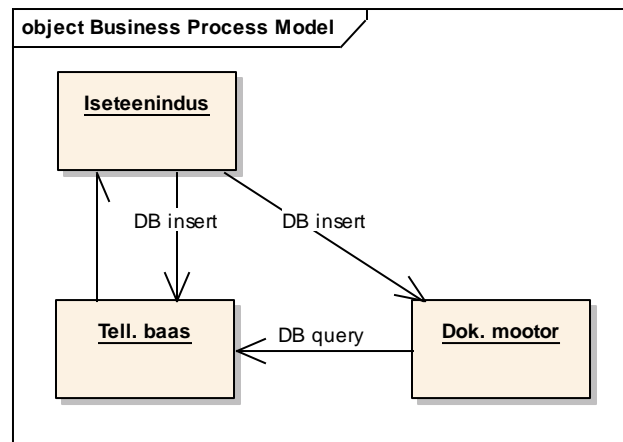 object Business Process Model
Iseteenindus
DB insert
DB insert
Tell. baas
DB query
Dok. mootor